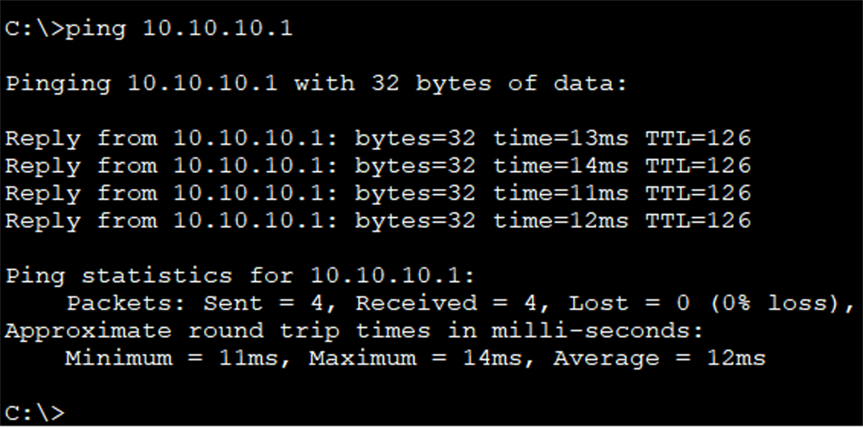 C:\>ping 10.10.10.1
Pinging 10.10.10.1 with 32 bytes of data:
Reply from 10.10.10.1: bytes=32 time=13ms TTL=126
Reply from 10.10.10.1: bytes=32 time=14ms TTL=126
Reply from 10.10.10.1: bytes=32 time=11ms TTL=126
Reply from 10.10.10.1: bytes=32 time=12ms TTL=126
Ping statistics for 10.10.10.1:
    Packets: Sent = 4, Received = 4, Lost = 0 (0% loss),
Approximate round trip times in milli-seconds:
    Minimum = 11ms, Maximum = 14ms, Average = 12ms
C:\>